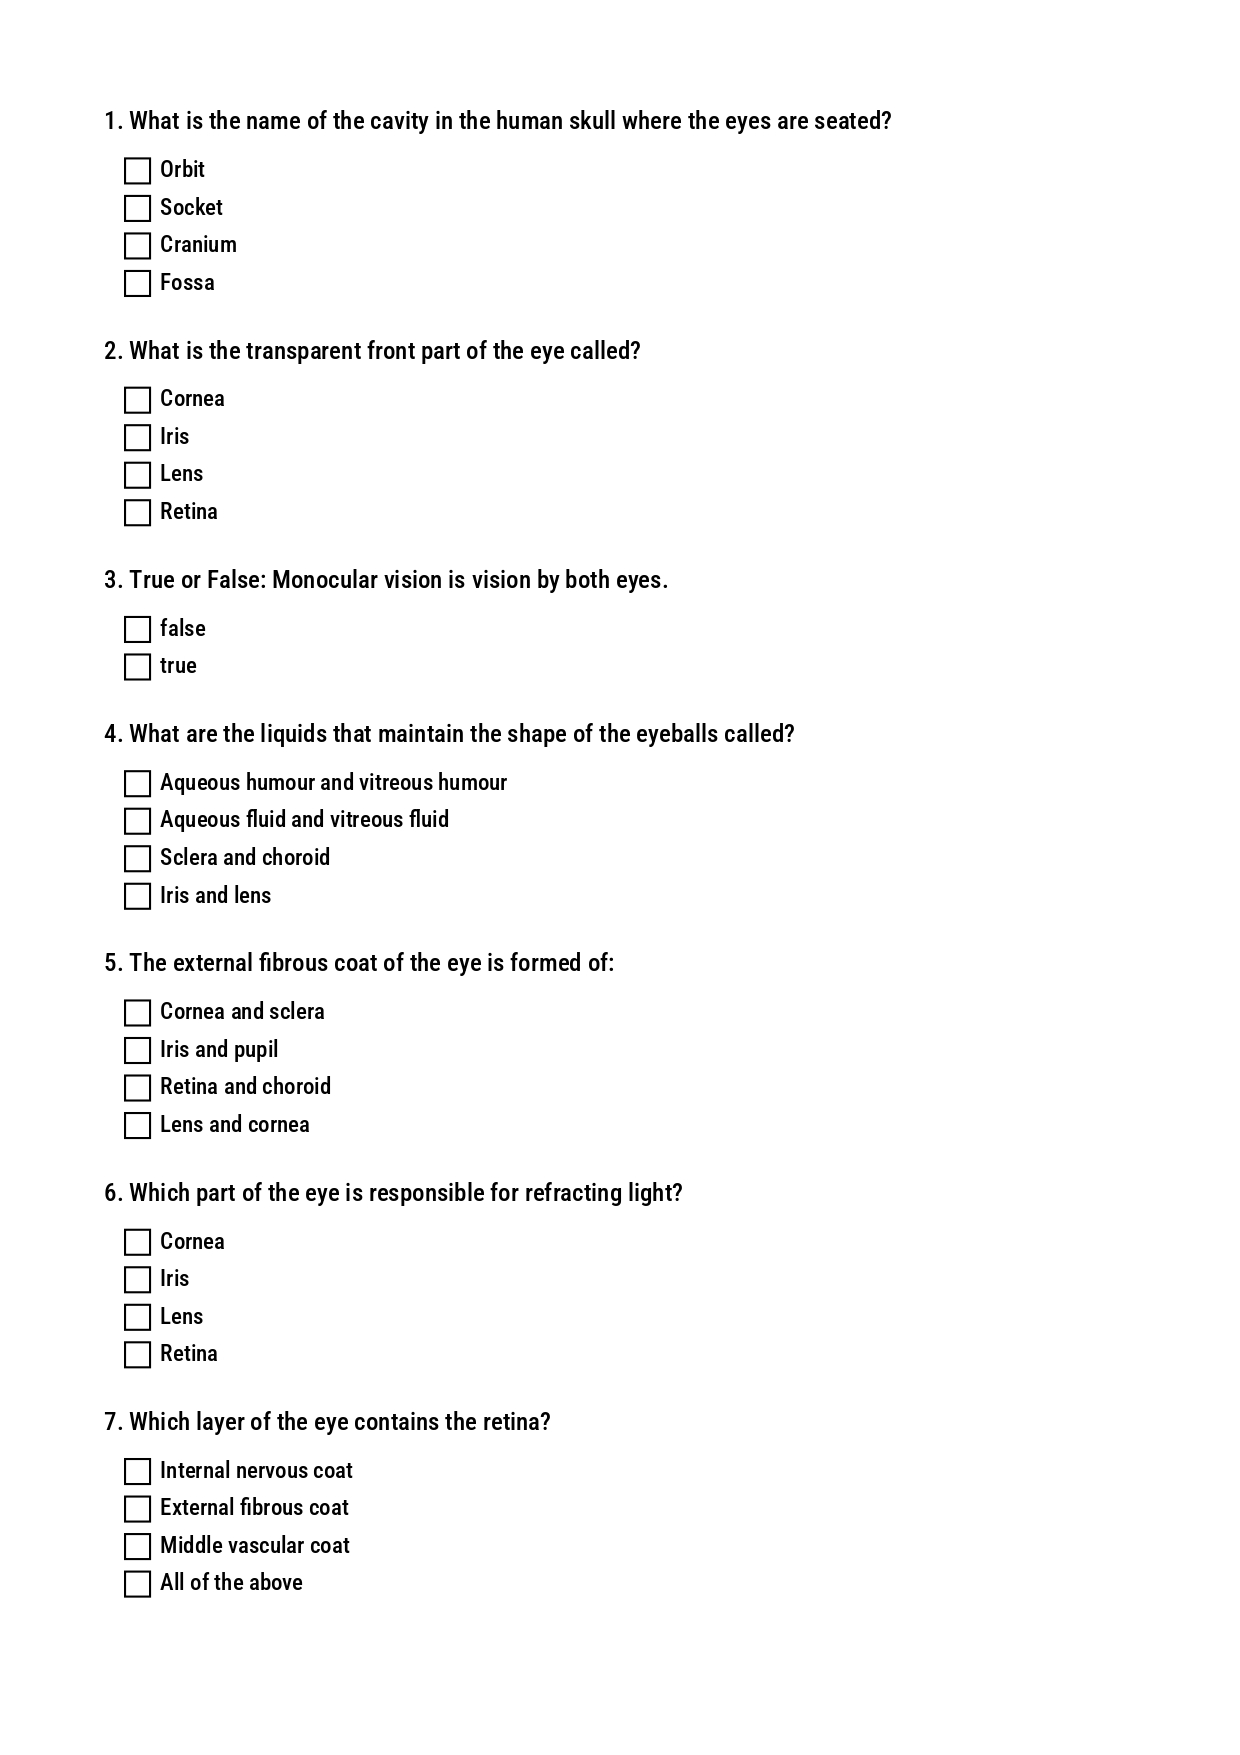 1. What is the name of the cavity in the human skull where the eyes are seated?
Orbit
Socket
Cranium
Fossa
2. What is the transparent front part of the eye called?
Cornea
Iris
Lens
Retina
3. True or False: Monocular vision is vision by both eyes.
false
true
4. What are the liquids that maintain the shape of the eyeballs called?
Aqueous humour and vitreous humour
Aqueous fluid and vitreous fluid
Sclera and choroid
Iris and lens
5. The external fibrous coat of the eye is formed of:
Cornea and sclera
Iris and pupil
Retina and choroid
Lens and cornea
6. Which part of the eye is responsible for refracting light?
Cornea
Iris
Lens
Retina
7. Which layer of the eye contains the retina?
Internal nervous coat
External fibrous coat
Middle vascular coat
All of the above